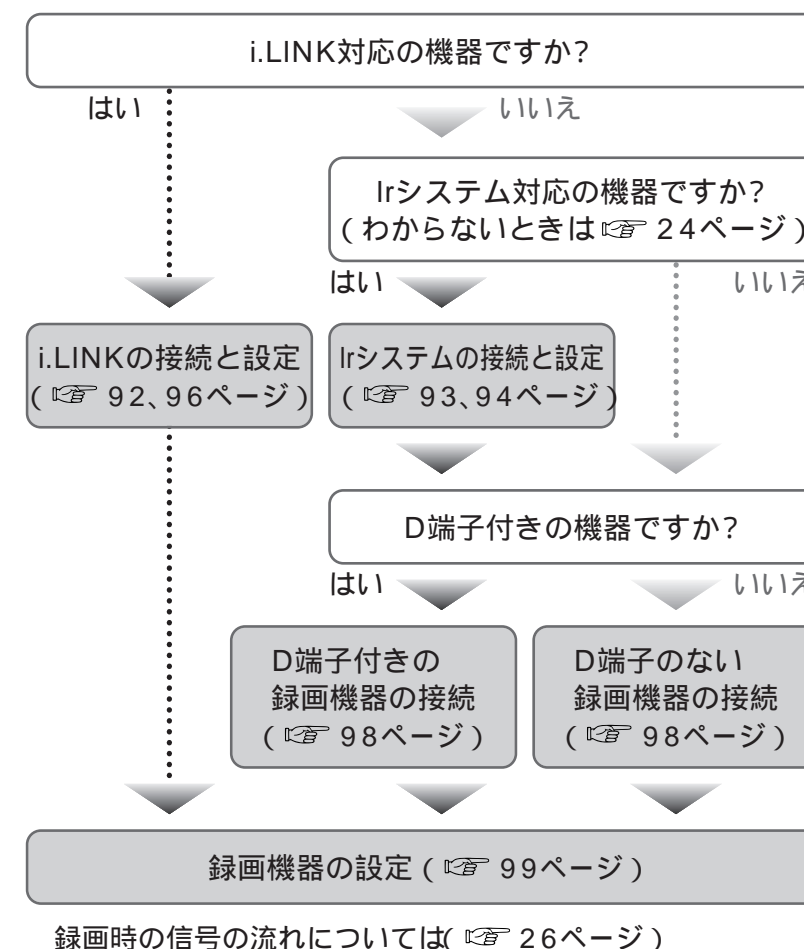 i.LINK対応の機器ですか?
はい いいえ
Irシステム対応の機器ですか?
(わからないときは ☞ 24ページ)
はい いいえ
i.LINKの接続と設定
(☞ 92、96ページ)
Irシステムの接続と設定
(☞ 93、94ページ)
D端子付きの機器ですか?
はい いいえ
D端子付きの
録画機器の接続
(☞ 98ページ)
D端子のない
録画機器の接続
(☞ 98ページ)
録画機器の設定(☞ 99ページ)
録画時の信号の流れについては(☞ 26ページ)